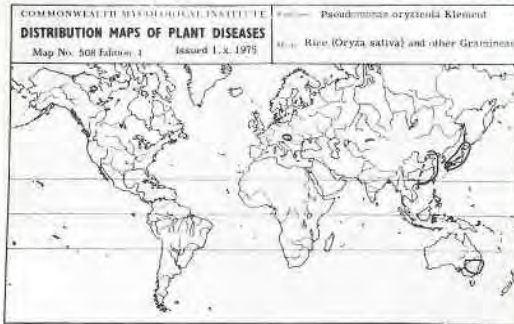 COMMONWEALTH MYCOLOGICAL INSTITUTE
DISTRIBUTION MAPS OF PLANT DISEASES
Map No. 508 Edition 1 Issued 1.x.1975
Pseudomonas oryzicola Klement
Rice (Oryza sativa) and other Gramineae